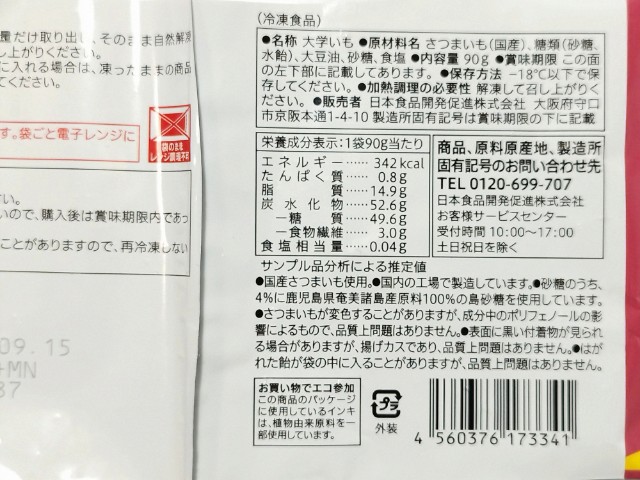 量だけ取り出し、そのまま自然解凍
し上がりください。
に入れる場合は、凍ったままの商品
てください。
す。袋ごと電子レンジに
袋のまま
レンジ調理不可
さい。
いので、購入後は賞味期限内であっ
ことがありますので、再冷凍しない
09.15
+MN
87
（冷凍食品）
●名称 大学いも ●原材料名 さつまいも(国産)、糖類(砂糖、
水飴)、大豆油、砂糖、食塩 ●内容量 90g ●賞味期限 この面
の左下部に記載してあります。●保存方法 －18℃以下で保
存してください。●加熱調理の必要性 解凍して召し上がりくだ
さい。●販売者 日本食品開発促進株式会社 大阪府守口
市京阪本通1-4-10 製造所固有記号は賞味期限の下に記載
栄養成分表示：1袋90g当たり
エネルギー 342kcal
たんぱく質 0.8g
脂質 14.9g
炭水化物 52.6g
－糖質 49.6g
－食物繊維 3.0g
食塩相当量 0.04g
サンプル品分析による推定値
商品、原料原産地、製造所
固有記号のお問い合わせ先
TEL 0120-699-707
日本食品開発促進株式会社
お客様サービスセンター
受付時間 10:00～17:00
土日祝日を除く
●国産さつまいも使用。●国内の工場で製造しています。●砂糖のうち、
4%に鹿児島県奄美諸島産原料100%の島砂糖を使用しています。
●さつまいもが変色することがありますが、成分中のポリフェノールの影
響によるもので、品質上問題はありません。●表面に黒い付着物が見られ
る場合がありますが、揚げカスであり、品質上問題はありません。●はが
れた飴が袋の中に入ることがありますが、品質上問題はありません。
お買い物でエコ参加
この商品のパッケージ
に使用しているインキ
は、植物由来原料を一
部使用しています。
プラ
外装
4 560376 173341